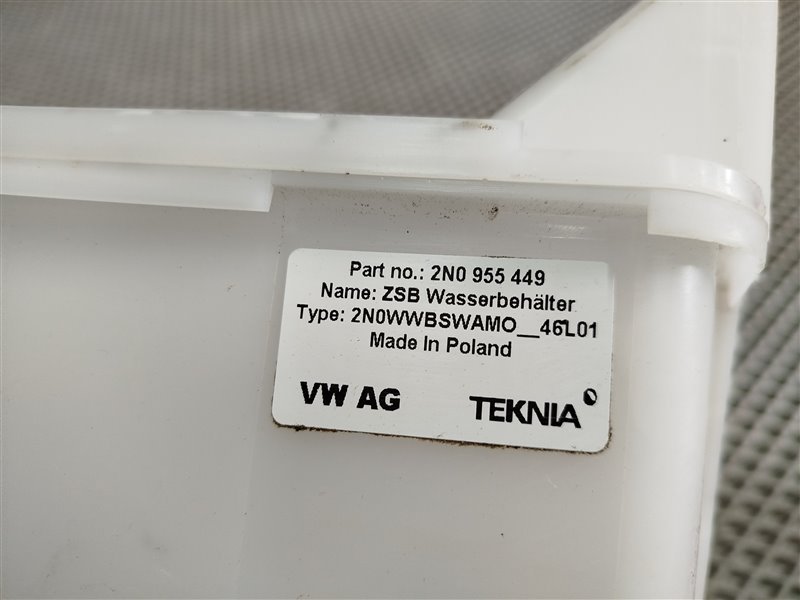 Part no.: 2N0 955 449
Name: ZSB Wasserbehälter
Type: 2N0WWBSWAMO__46L01
Made In Poland
VW AG TEKNIA